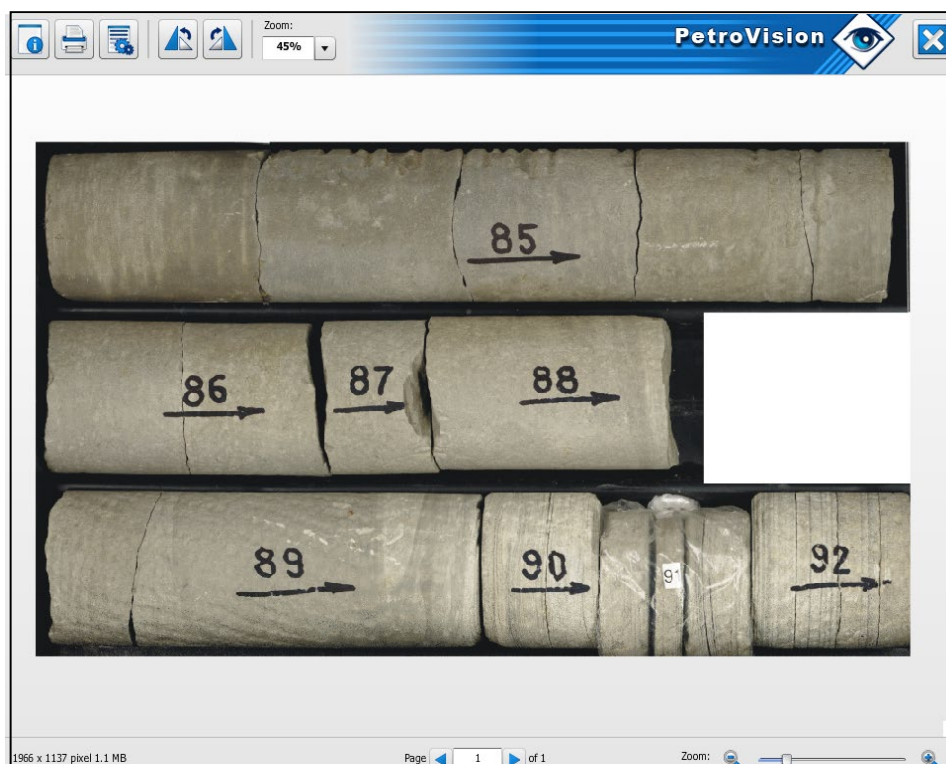 Zoom:
45%
PetroVision
85
86
87
88
89
90
91
92
1966 x 1137 pixel 1.1 MB
Page 1 of 1
Zoom: